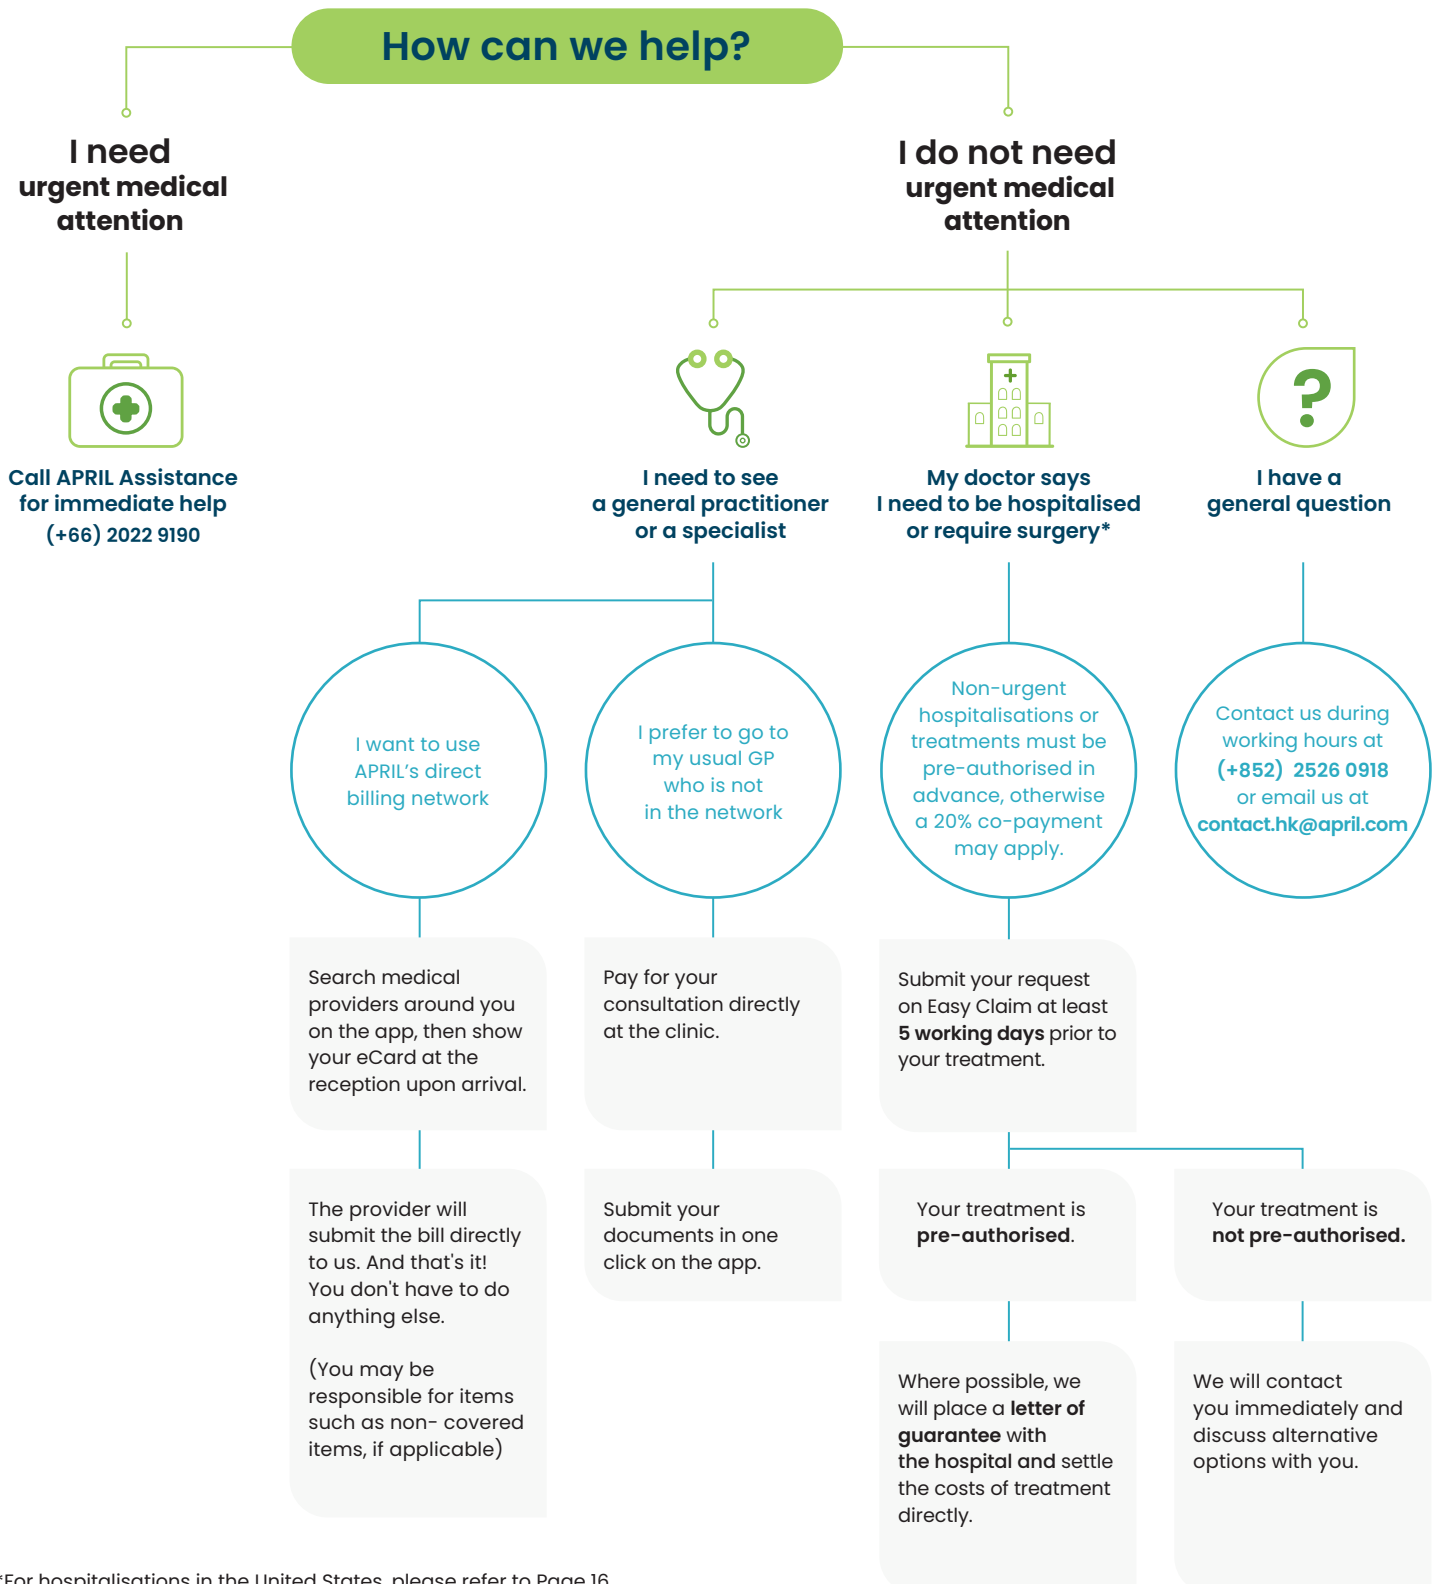 How can we help?
I need
urgent medical
attention
I do not need
urgent medical
attention
Call APRIL Assistance
for immediate help
(+66) 2022 9190
I need to see
a general practitioner
or a specialist
My doctor says
I need to be hospitalised
or require surgery*
I have a
general question
I want to use
APRIL's direct
billing network
I prefer to go to
my usual GP
who is not
in the network
Non-urgent
hospitalisations or
treatments must be
pre-authorised in
advance, otherwise
a 20% co-payment
may apply.
Contact us during
working hours at
(+852) 2526 0918
or email us at
contact.hk@april.com
Search medical
providers around you
on the app, then show
your eCard at the
reception upon arrival.
Pay for your
consultation directly
at the clinic.
Submit your request
on Easy Claim at least
5 working days prior to
your treatment.
The provider will
submit the bill directly
to us. And that's it!
You don't have to do
anything else.
(You may be
responsible for items
such as non- covered
items, if applicable)
Submit your
documents in one
click on the app.
Your treatment is
pre-authorised.
Your treatment is
not pre-authorised.
Where possible, we
will place a letter of
guarantee with
the hospital and settle
the costs of treatment
directly.
We will contact
you immediately and
discuss alternative
options with you.
*For hospitalisations in the United States, please refer to Page 16